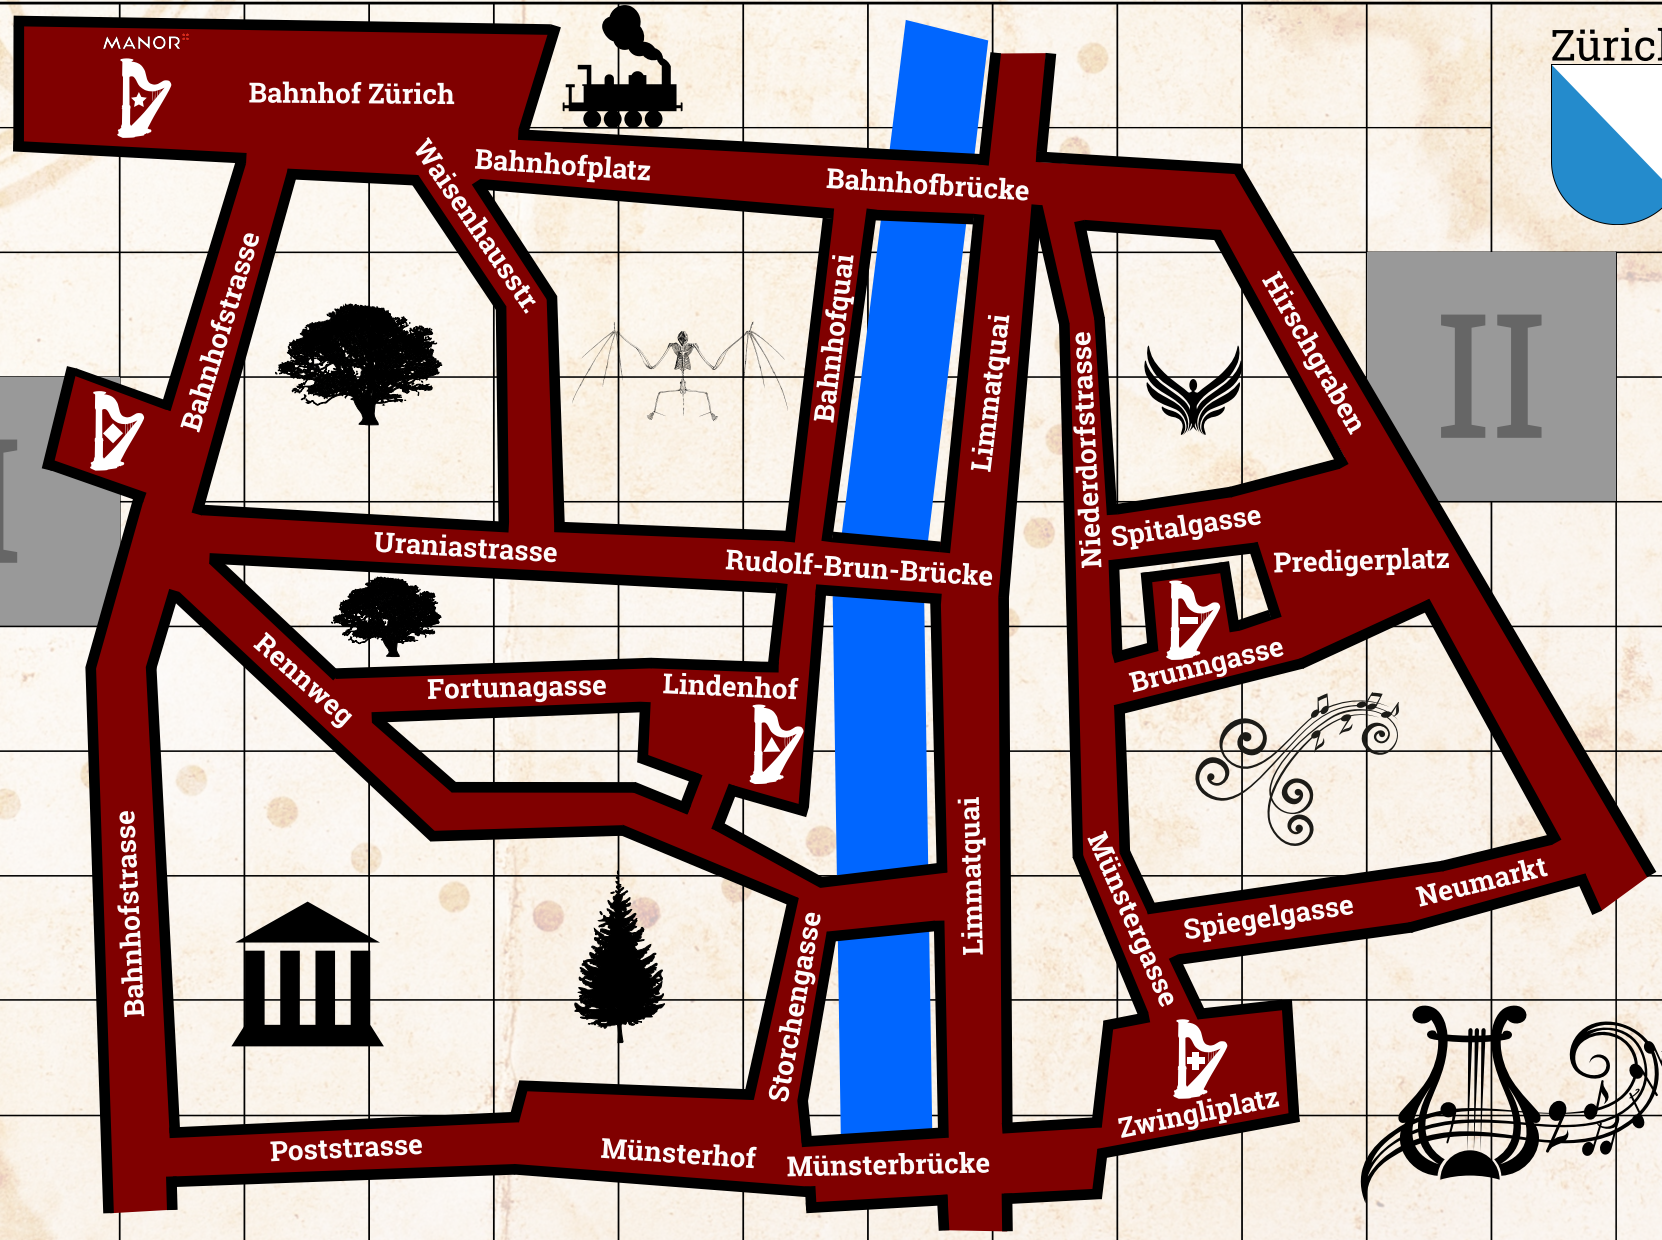 MANOR
Bahnhof Zürich
Züric
Waisenhausstr.
Bahnhofplatz
Bahnhofbrücke
Bahnhofstrasse
Bahnhofquai
Limmatquai
Niederdorfstrasse
Hirschgraben
II
I
Uraniastrasse
Rudolf-Brun-Brücke
Spitalgasse
Predigerplatz
Brunngasse
Rennweg
Fortunagasse
Lindenhof
Bahnhofstrasse
Limmatquai
Münstergasse
Spiegelgasse
Neumarkt
Storchengasse
Zwingliplatz
Poststrasse
Münsterhof
Münsterbrücke